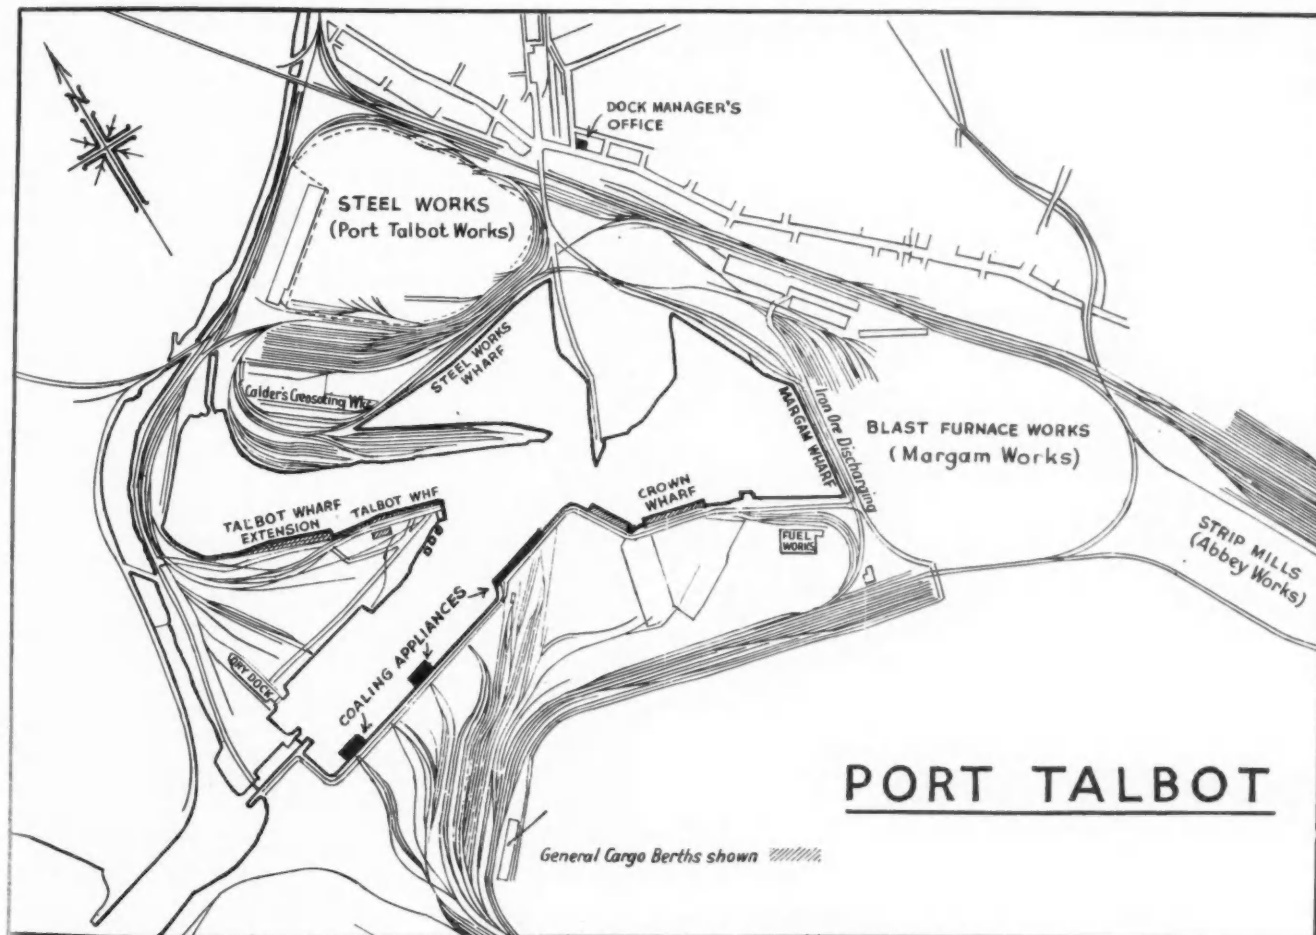 N
DOCK MANAGER'S
OFFICE
STEEL WORKS
(Port Talbot Works)
STEEL WORKS
WHARF
Calder's Creosoting Wks
MARGAM WHARF
Iron Ore Discharging
BLAST FURNACE WORKS
(Margam Works)
STRIP MILLS
(Abbey Works)
TALBOT WHARF
EXTENSION
TALBOT WHF
CROWN
WHARF
FUEL
WORKS
COALING APPLIANCES
DRY DOCK
PORT TALBOT
General Cargo Berths shown